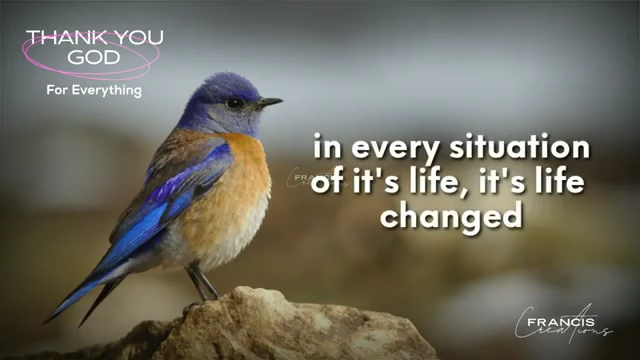 THANK YOU
GOD
For Everything
in every situation
of it's life, it's life
changed
FRANCIS
Creations